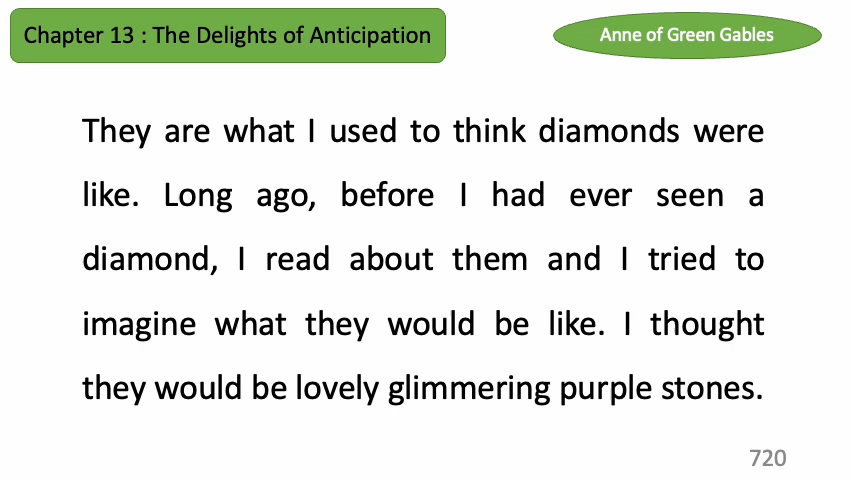 Chapter 13 : The Delights of Anticipation
Anne of Green Gables
They are what I used to think diamonds were
like. Long ago, before I had ever seen a
diamond, I read about them and I tried to
imagine what they would be like. I thought
they would be lovely glimmering purple stones.
720